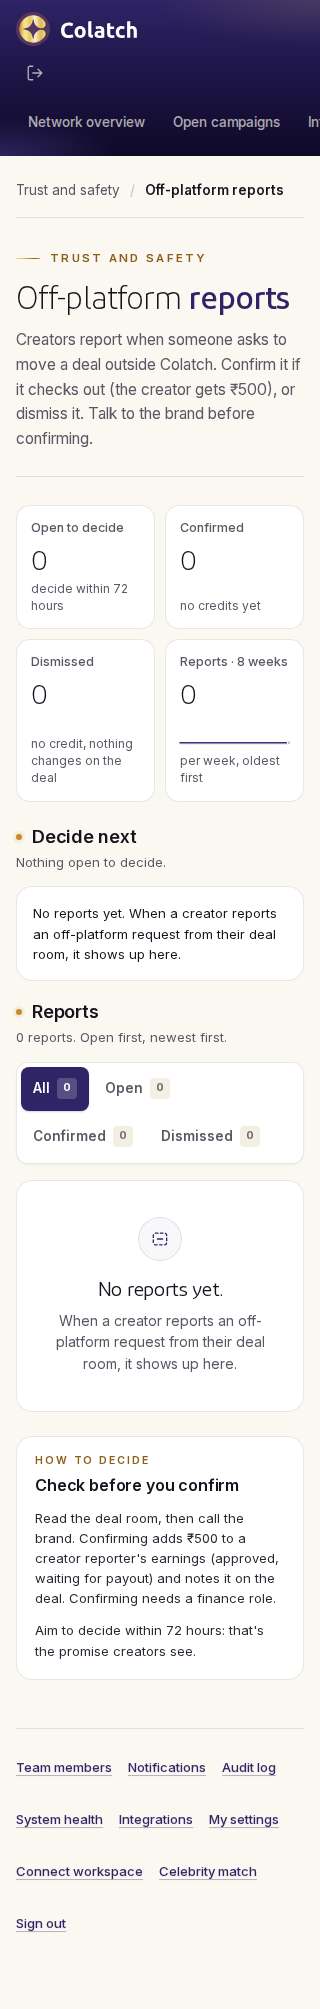 Colatch
Network overview Open campaigns
Trust and safety / Off-platform reports
TRUST AND SAFETY
Off-platform reports
Creators report when someone asks to
move a deal outside Colatch. Confirm it if
it checks out (the creator gets ₹500), or
dismiss it. Talk to the brand before
confirming.
Open to decide
0
decide within 72
hours
Confirmed
0
no credits yet
Dismissed
0
no credit, nothing
changes on the
deal
Reports · 8 weeks
0
per week, oldest
first
Decide next
Nothing open to decide.
No reports yet. When a creator reports
an off-platform request from their deal
room, it shows up here.
Reports
0 reports. Open first, newest first.
All 0 Open 0
Confirmed 0 Dismissed 0
No reports yet.
When a creator reports an off-
platform request from their deal
room, it shows up here.
HOW TO DECIDE
Check before you confirm
Read the deal room, then call the
brand. Confirming adds ₹500 to a
creator reporter's earnings (approved,
waiting for payout) and notes it on the
deal. Confirming needs a finance role.
Aim to decide within 72 hours: that's
the promise creators see.
Team members Notifications Audit log
System health Integrations My settings
Connect workspace Celebrity match
Sign out